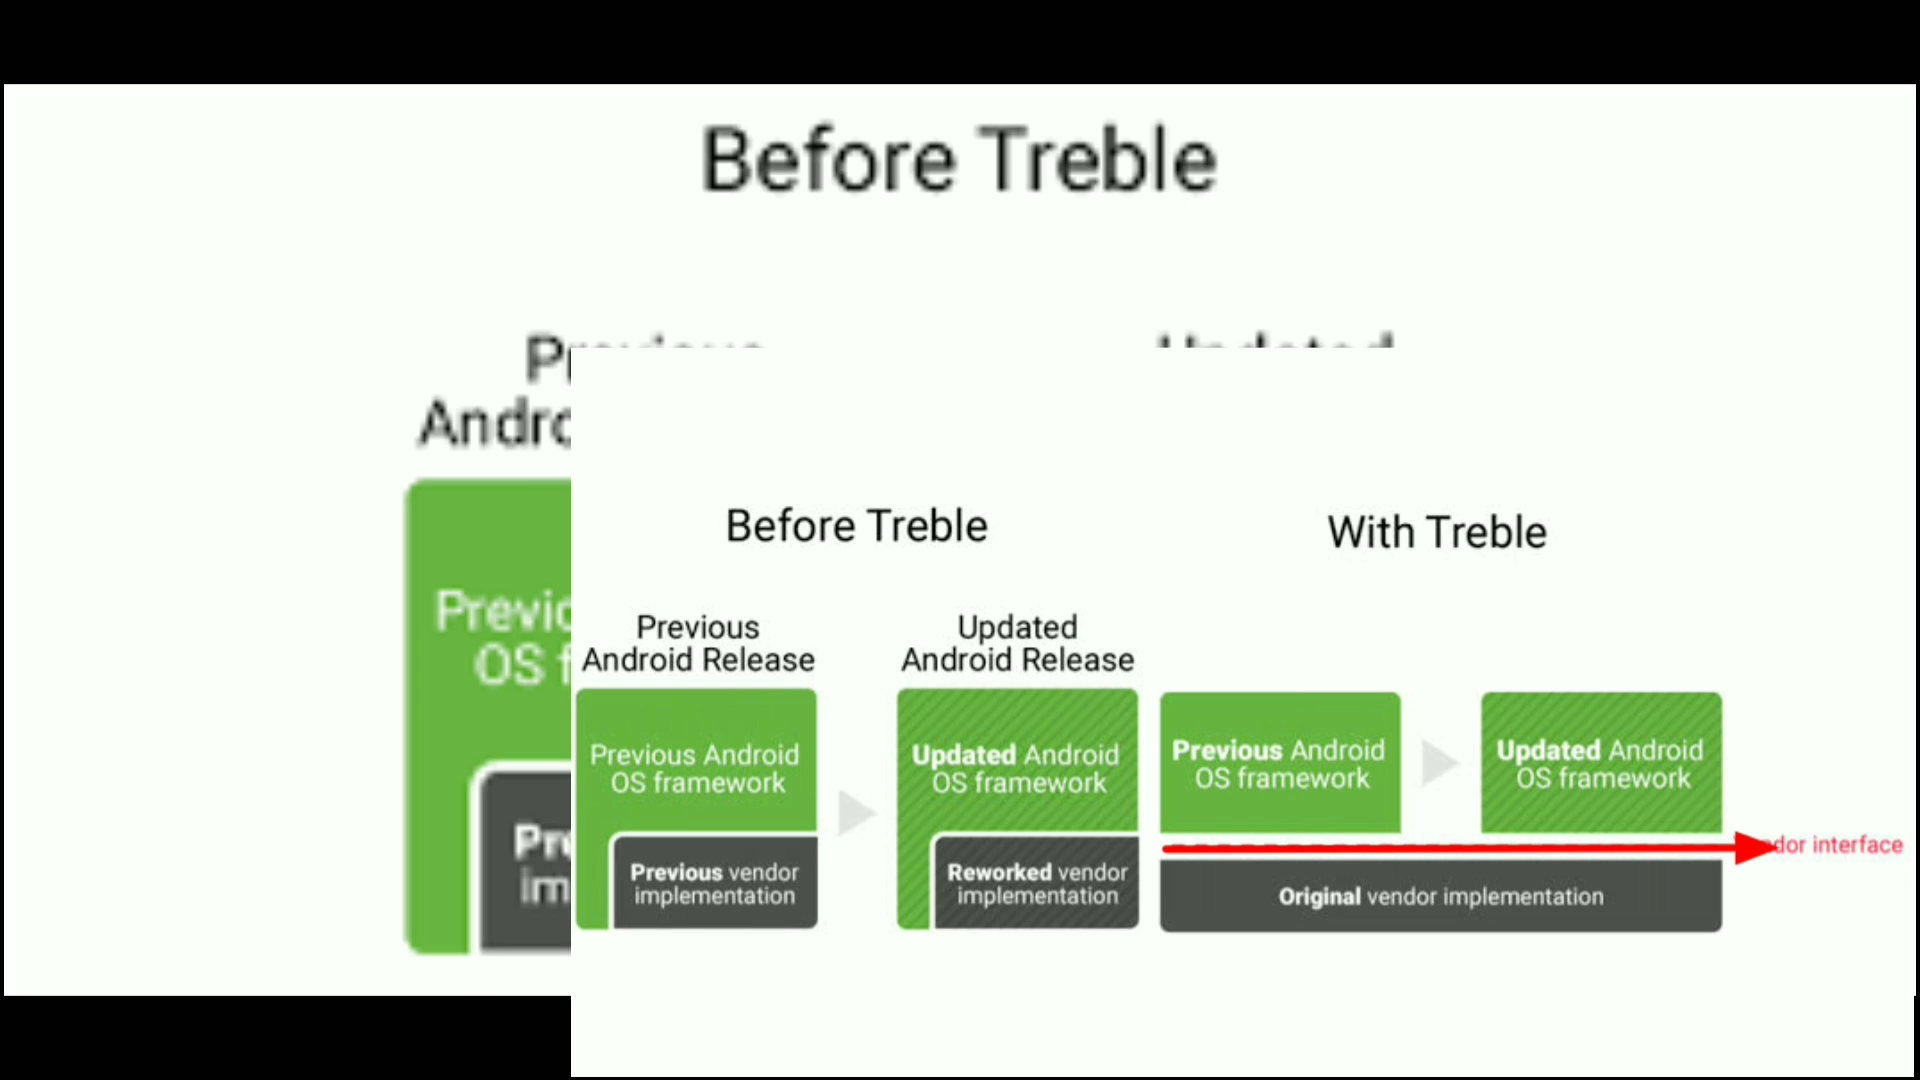 Before Treble
Before Treble
With Treble
Previous
Android Release
Updated
Android Release
Previous Android
OS framework
Updated Android
OS framework
Previous vendor
implementation
Reworked vendor
implementation
Previous Android
OS framework
Updated Android
OS framework
interface
Original vendor implementation